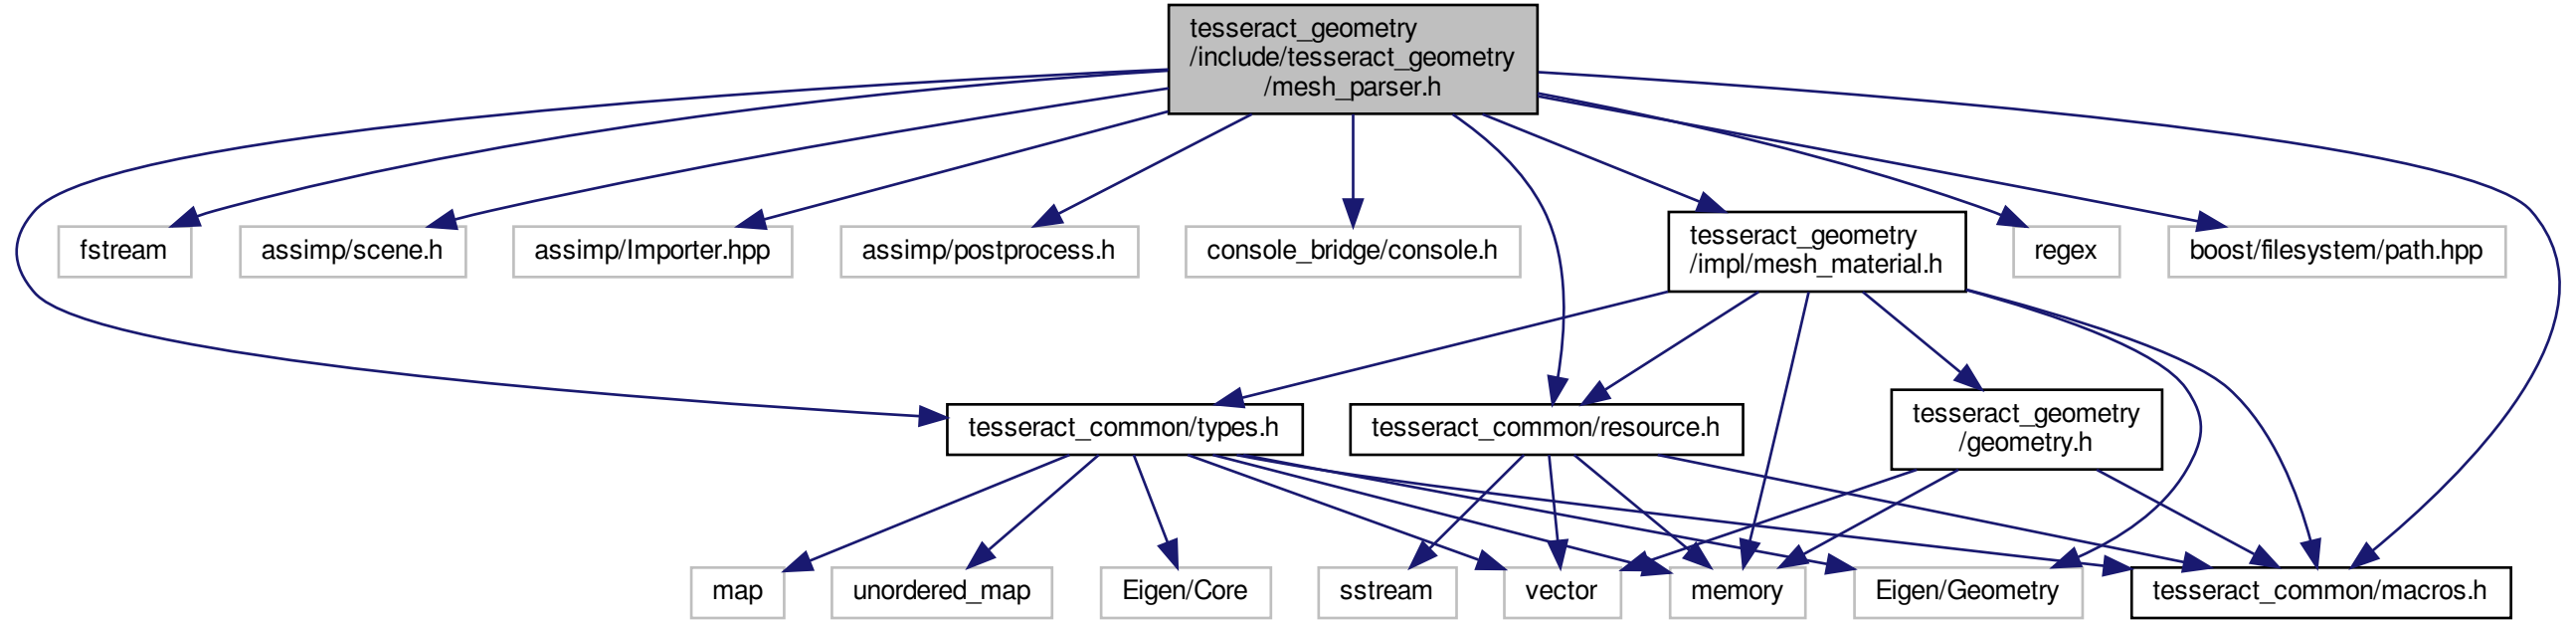 tesseract_geometry
/include/tesseract_geometry
/mesh_parser.h
fstream
assimp/scene.h
assimp/Importer.hpp
assimp/postprocess.h
console_bridge/console.h
tesseract_geometry
/impl/mesh_material.h
regex
boost/filesystem/path.hpp
tesseract_common/types.h
tesseract_common/resource.h
tesseract_geometry
/geometry.h
map
unordered_map
Eigen/Core
sstream
vector
memory
Eigen/Geometry
tesseract_common/macros.h